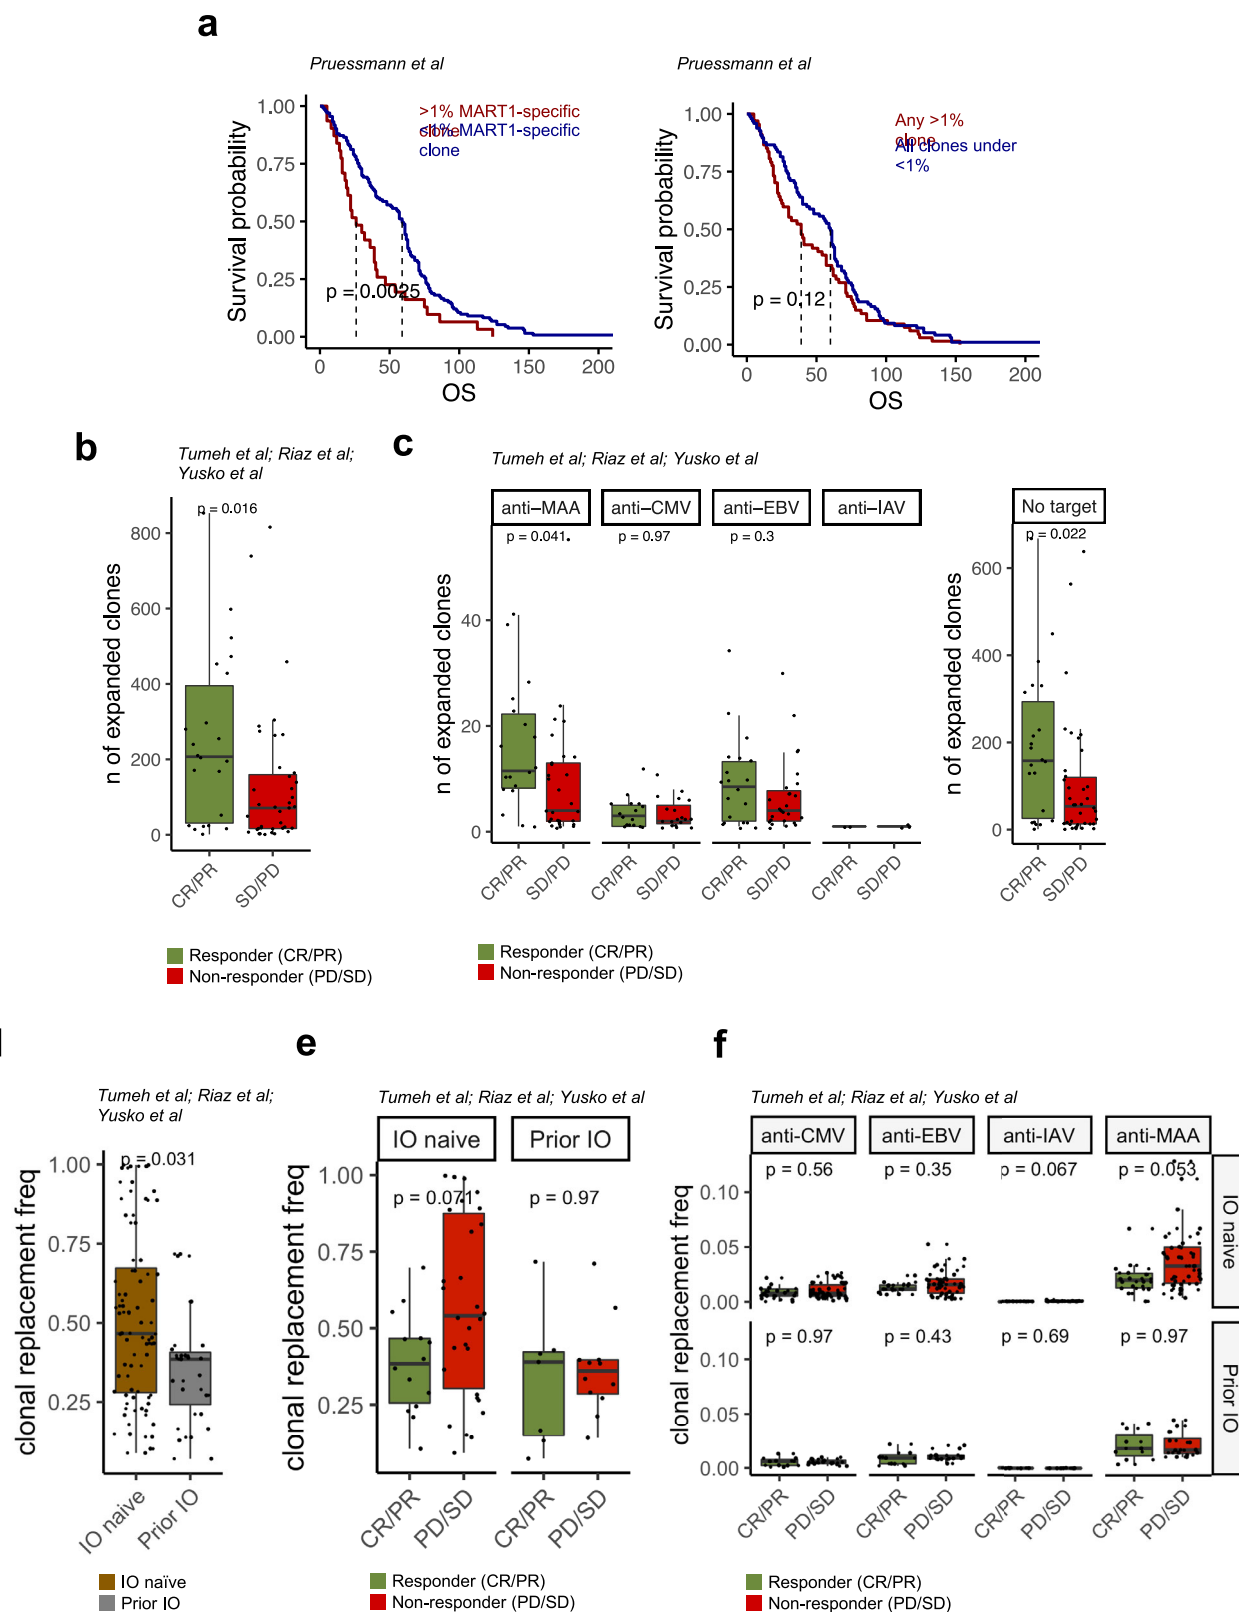 a
Pruessmann et al
Pruessmann et al
>1% MART1-specific
clone
<1% MART1-specific
clone
Survival probability
1.00
0.75
0.50
0.25
0.00
p = 0.0025
0 50 100 150 200
OS
Any >1%
clone
All clones under
<1%
Survival probability
1.00
0.75
0.50
0.25
0.00
p = 0.12
0 50 100 150 200
OS
b
Tumeh et al; Riaz et al;
Yusko et al
p = 0.016
n of expanded clones
800
600
400
200
0
CR/PR SD/PD
Responder (CR/PR)
Non-responder (PD/SD)
c
Tumeh et al; Riaz et al; Yusko et al
anti–MAA anti–CMV anti–EBV anti–IAV No target
p = 0.041 p = 0.97 p = 0.3 p = 0.022
n of expanded clones
40
20
0
CR/PR SD/PD CR/PR SD/PD CR/PR SD/PD CR/PR SD/PD
n of expanded clones
600
400
200
0
CR/PR SD/PD
Responder (CR/PR)
Non-responder (PD/SD)
Tumeh et al; Riaz et al;
Yusko et al
p = 0.031
clonal replacement freq
1.00
0.75
0.50
0.25
IO naive Prior IO
IO naïve
Prior IO
e
Tumeh et al; Riaz et al; Yusko et al
IO naive Prior IO
p = 0.071 p = 0.97
clonal replacement freq
1.00
0.75
0.50
0.25
CR/PR PD/SD CR/PR PD/SD
Responder (CR/PR)
Non-responder (PD/SD)
f
Tumeh et al; Riaz et al; Yusko et al
anti-CMV anti-EBV anti-IAV anti-MAA
p = 0.56 p = 0.35 p = 0.067 p = 0.053
IO naive
clonal replacement freq
0.10
0.05
0.00
p = 0.97 p = 0.43 p = 0.69 p = 0.97
Prior IO
0.10
0.05
0.00
CR/PR PD/SD CR/PR PD/SD CR/PR PD/SD CR/PR PD/SD
Responder (CR/PR)
Non-responder (PD/SD)